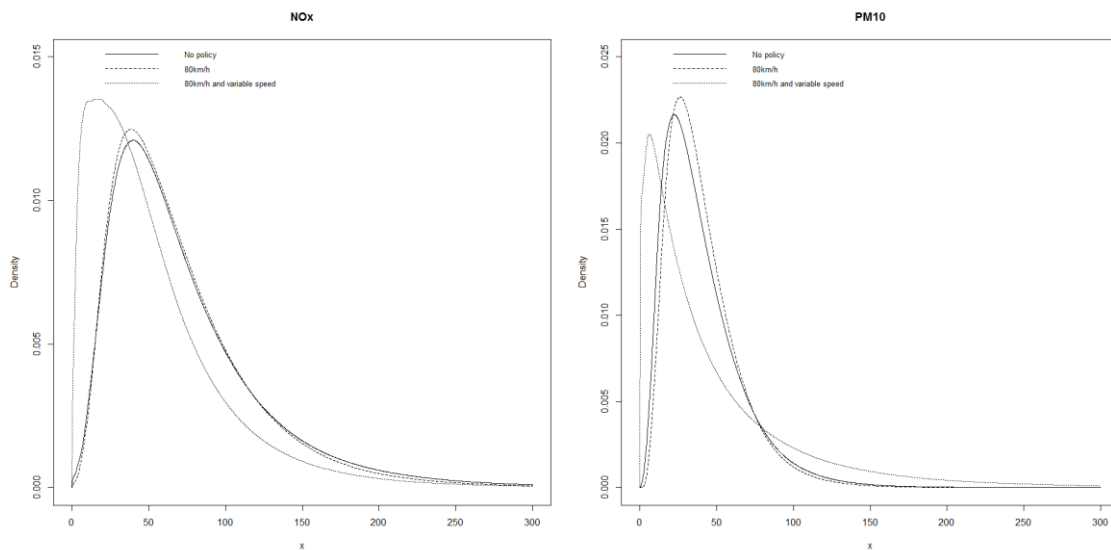 NOx
No policy
80km/h
80km/h and variable speed
Density
0.000
0.005
0.010
0.015
0
50
100
150
200
250
300
x
PM10
No policy
80km/h
80km/h and variable speed
Density
0.000
0.005
0.010
0.015
0.020
0.025
0
50
100
150
200
250
300
x